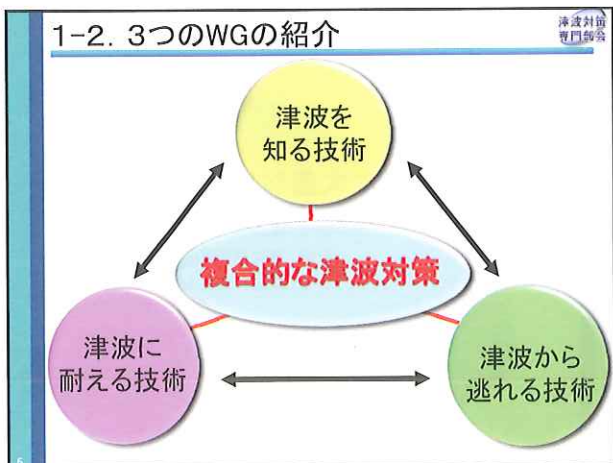 1-2. 3つのWGの紹介
津波対策
専門部会
津波を
知る技術
複合的な津波対策
津波に
耐える技術
津波から
逃れる技術
5